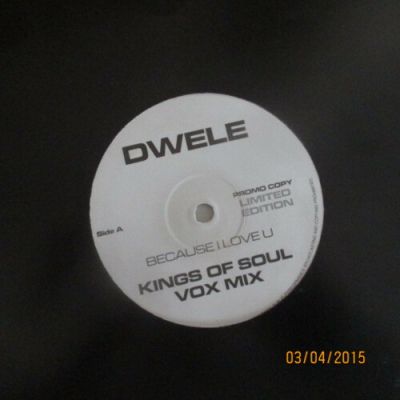 DWELE
PROMO COPY
LIMITED
EDITION
Side A
BECAUSE I LOVE U
KINGS OF SOUL
VOX MIX
03/04/2015